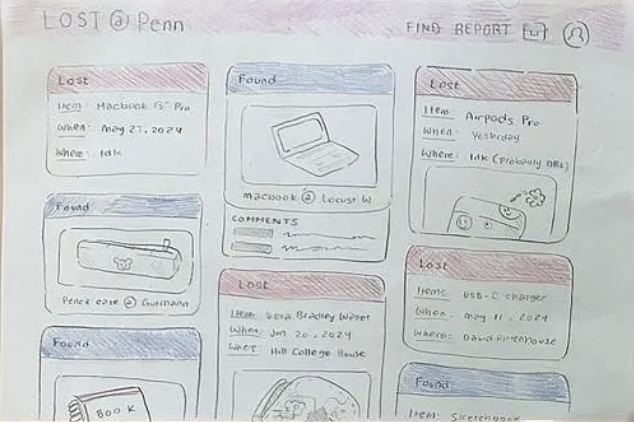 LOST @ Penn
FIND REPORT
Lost
Item: Macbook 13" Pro
When: May 27, 2024
Where: Idk
Found
Pencil case @ Gutmann
Found
BOOK
Found
macbook @ Locust W
COMMENTS
Lost
Item: Vera Bradley Wallet
When: Jan 20, 2024
Where: Hill College House
Lost
Item: Airpods Pro
When: Yesterday
Where: Idk (probably DRL)
Lost
Item: USB-C charger
When: May 11, 2024
Where: David Rittenhouse
Found
Item: Sketchbook